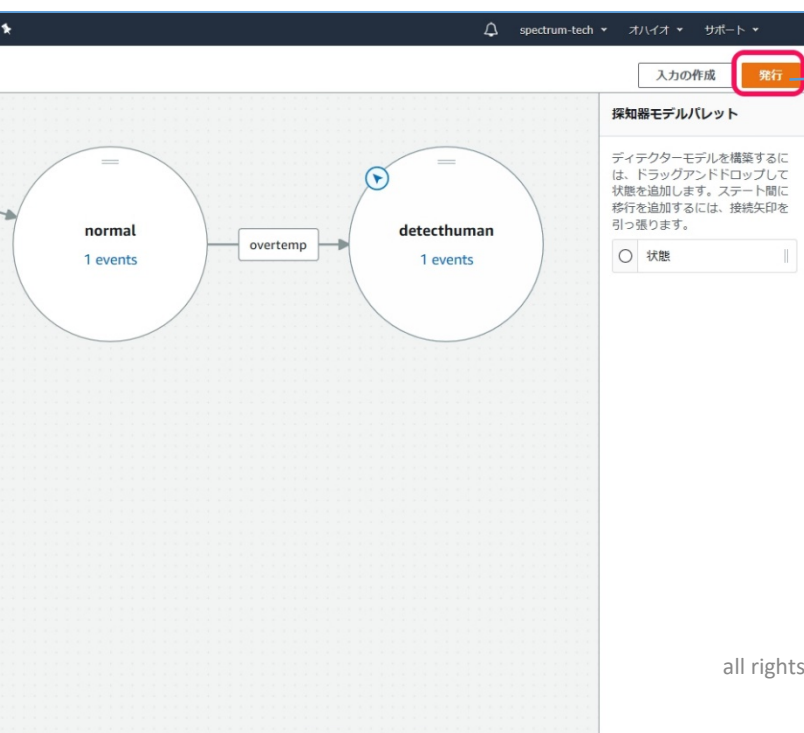 spectrum-tech オハイオ サポート
入力の作成 発行
探知器モデルパレット
ディテクターモデルを構築するに
は、ドラッグアンドドロップして
状態を追加します。ステート間に
移行を追加するには、接続矢印を
引っ張ります。
状態
normal
1 events
overtemp
detecthuman
1 events
all rights